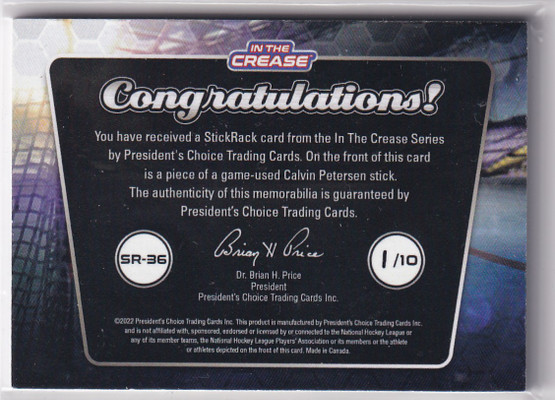 IN THE
CREASE
Congratulations!
You have received a StickRack card from the In The Crease Series
by President's Choice Trading Cards. On the front of this card
is a piece of a game-used Calvin Petersen stick.
The authenticity of this memorabilia is guaranteed by
President's Choice Trading Cards.
Brian H Price
SR-36
1/10
Dr. Brian H. Price
President
President's Choice Trading Cards Inc.
©2022 President's Choice Trading Cards Inc. This product is manufactured by President's Choice Trading Cards Inc.
and is not affiliated with, sponsored, endorsed or licensed by or connected to the National Hockey League or
any of its member teams, the National Hockey League Players' Association or its members or the athlete
or athletes depicted on the front of this card. Made in Canada.